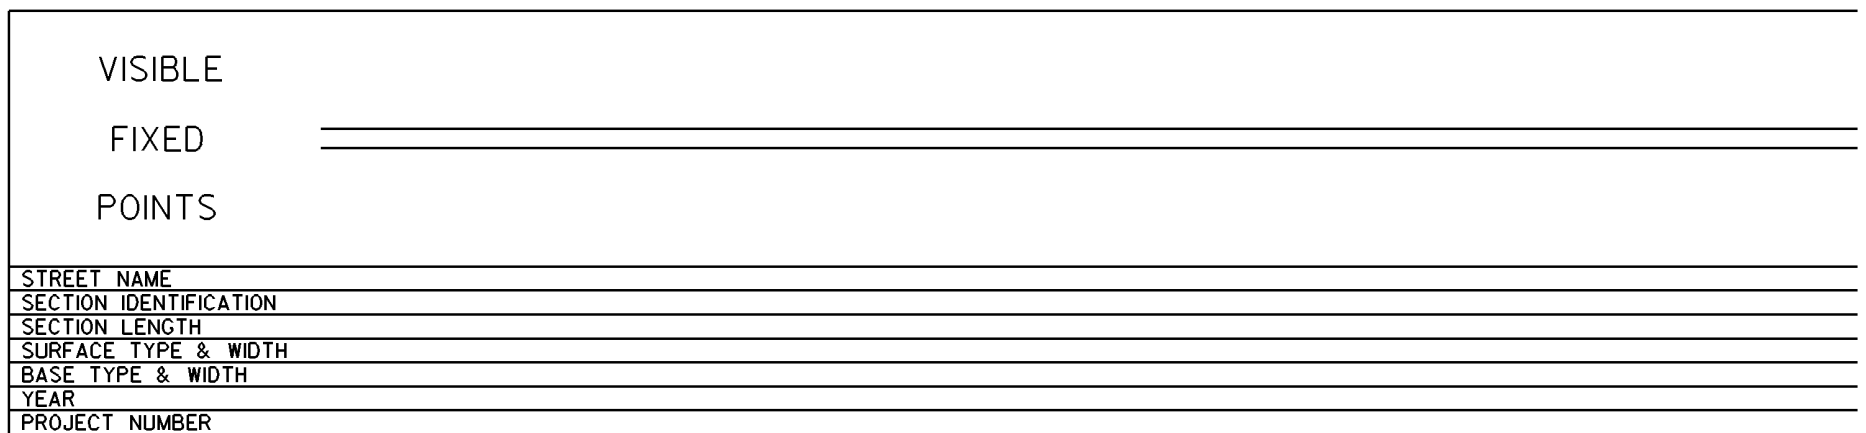 VISIBLE
FIXED
POINTS
STREET NAME
SECTION IDENTIFICATION
SECTION LENGTH
SURFACE TYPE & WIDTH
BASE TYPE & WIDTH
YEAR
PROJECT NUMBER